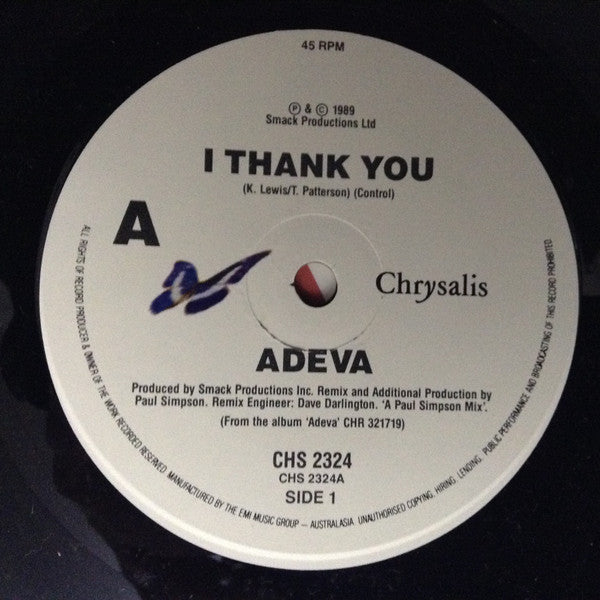 45 RPM
Ⓟ & © 1989
Smack Productions Ltd
I THANK YOU
(K. Lewis/T. Patterson) (Control)
A
Chrysalis
ADEVA
Produced by Smack Productions Inc. Remix and Additional Production by
Paul Simpson. Remix Engineer: Dave Darlington. 'A Paul Simpson Mix'.
(From the album 'Adeva' CHR 321719)
CHS 2324
CHS 2324A
SIDE 1
ALL RIGHTS OF RECORD PRODUCER & OWNER OF THE WORK RECORDED RESERVED. MANUFACTURED BY THE EMI MUSIC GROUP – AUSTRALASIA. UNAUTHORISED COPYING, HIRING, LENDING, PUBLIC PERFORMANCE AND BROADCASTING OF THIS RECORD PROHIBITED.